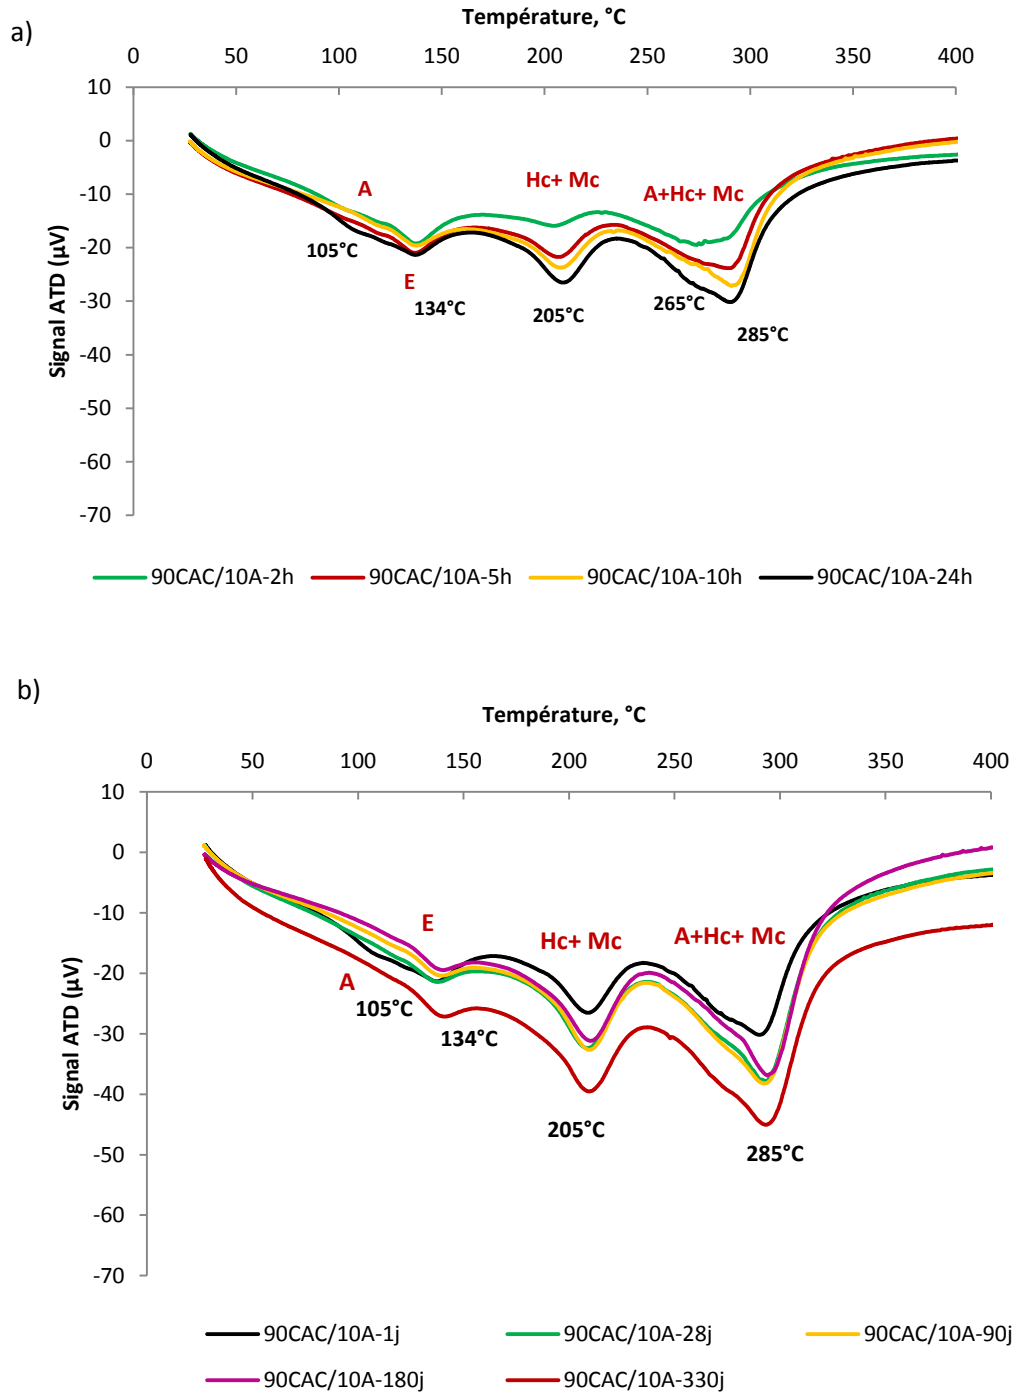 a)
Température, °C
0 50 100 150 200 250 300 350 400
10
0
-10
-20
-30
-40
-50
-60
-70
Signal ATD (µV)
A
Hc+ Mc
A+Hc+ Mc
105°C
E
134°C
205°C
265°C
285°C
90CAC/10A-2h 90CAC/10A-5h 90CAC/10A-10h 90CAC/10A-24h
b)
Température, °C
0 50 100 150 200 250 300 350 400
10
0
-10
-20
-30
-40
-50
-60
-70
Signal ATD (µV)
E
Hc+ Mc
A+Hc+ Mc
A
105°C
134°C
205°C
285°C
90CAC/10A-1j 90CAC/10A-28j 90CAC/10A-90j
90CAC/10A-180j 90CAC/10A-330j